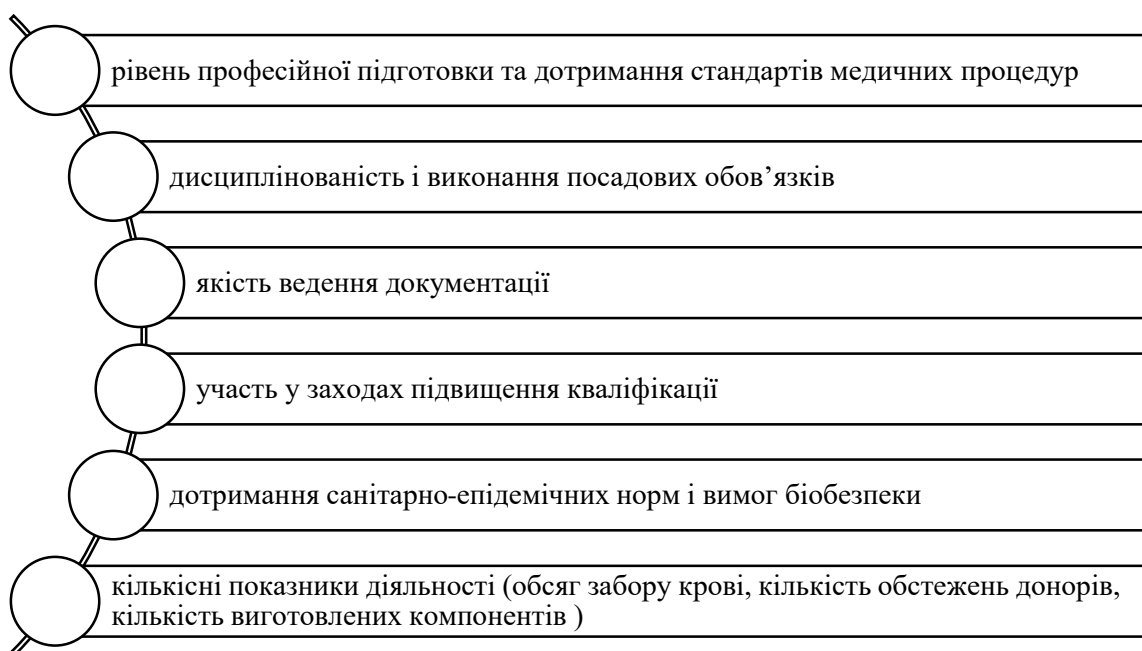 рівень професійної підготовки та дотримання стандартів медичних процедур
дисциплінованість і виконання посадових обов’язків
якість ведення документації
участь у заходах підвищення кваліфікації
дотримання санітарно-епідемічних норм і вимог біобезпеки
кількісні показники діяльності (обсяг забору крові, кількість обстежень донорів,
кількість виготовлених компонентів )